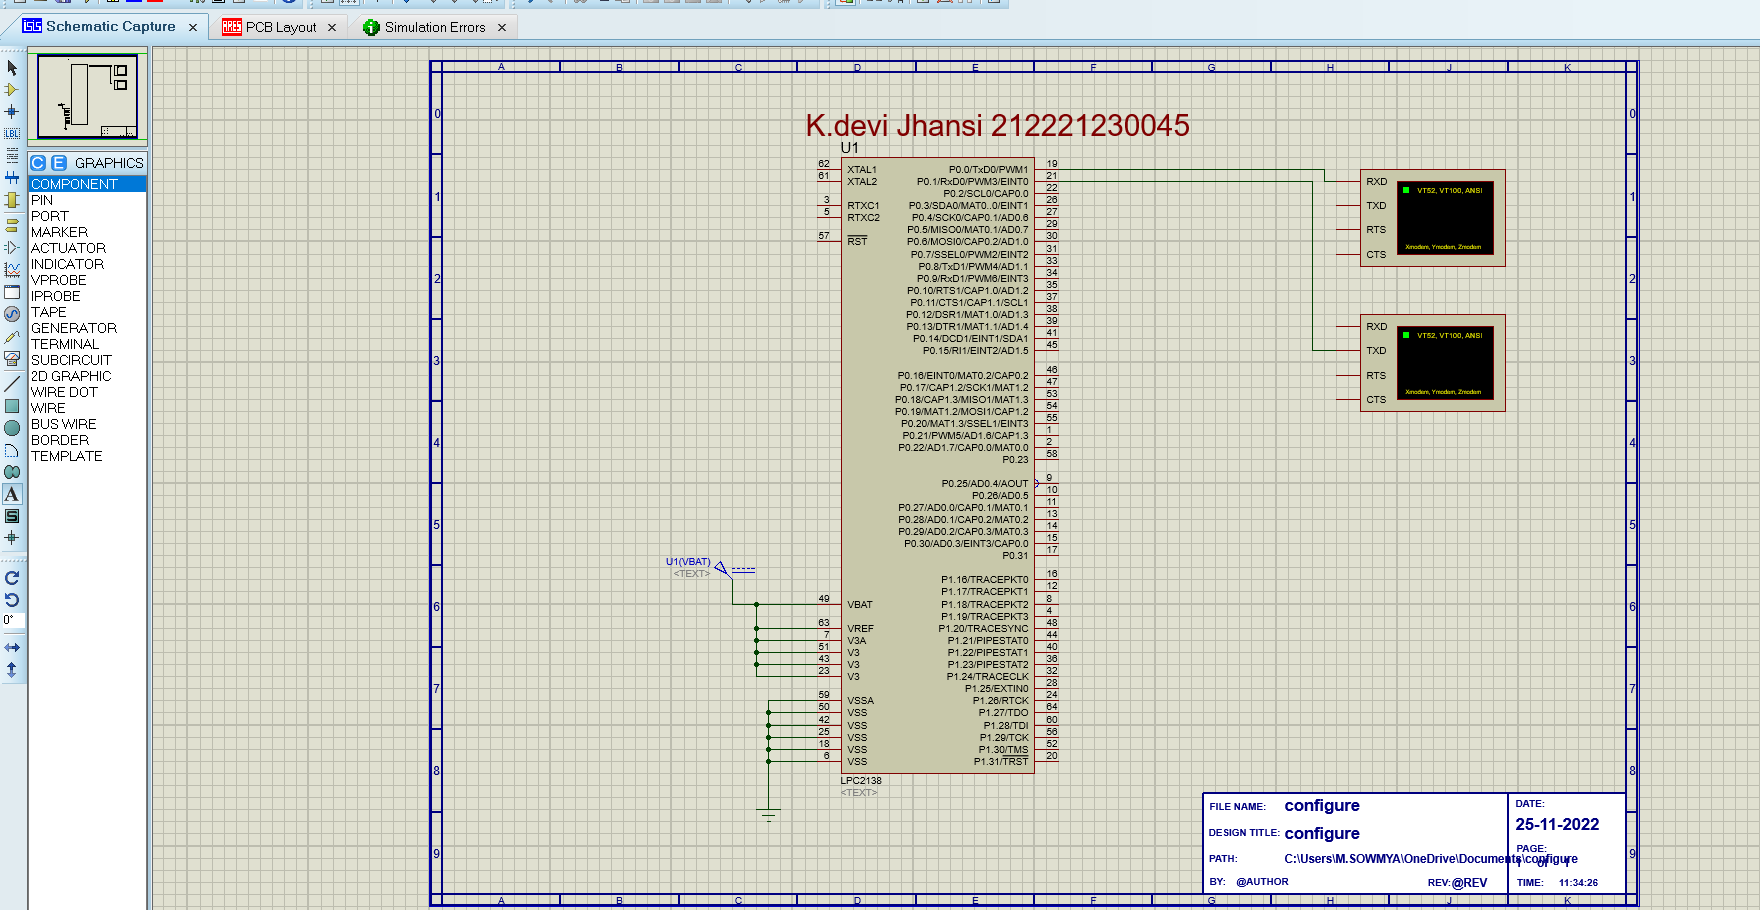 Schematic Capture
PCB Layout
Simulation Errors
C E GRAPHICS
COMPONENT
PIN
PORT
MARKER
ACTUATOR
INDICATOR
VPROBE
IPROBE
TAPE
GENERATOR
TERMINAL
SUBCIRCUIT
2D GRAPHIC
WIRE DOT
WIRE
BUS WIRE
BORDER
TEMPLATE
LBL
A
S
0°
A B C D E F G H I J K
0 0
1 1
2 2
3 3
4 4
5 5
6 6
7 7
8 8
9 9
K.devi Jhansi 212221230045
U1
62 XTAL1
61 XTAL2
3 RTXC1
5 RTXC2
57 RST
P0.0/TxD0/PWM1 19
P0.1/RxD0/PWM3/EINT0 21
P0.2/SCL0/CAP0.0 22
P0.3/SDA0/MAT0..0/EINT1 26
P0.4/SCK0/CAP0.1/AD0.6 27
P0.5/MISO0/MAT0.1/AD0.7 29
P0.6/MOSI0/CAP0.2/AD1.0 30
P0.7/SSEL0/PWM2/EINT2 31
P0.8/TxD1/PWM4/AD1.1 33
P0.9/RxD1/PWM6/EINT3 34
P0.10/RTS1/CAP1.0/AD1.2 35
P0.11/CTS1/CAP1.1/SCL1 37
P0.12/DSR1/MAT1.0/AD1.3 38
P0.13/DTR1/MAT1.1/AD1.4 39
P0.14/DCD1/EINT1/SDA1 41
P0.15/RI1/EINT2/AD1.5 45
P0.16/EINT0/MAT0.2/CAP0.2 46
P0.17/CAP1.2/SCK1/MAT1.2 47
P0.18/CAP1.3/MISO1/MAT1.3 53
P0.19/MAT1.2/MOSI1/CAP1.2 54
P0.20/MAT1.3/SSEL1/EINT3 55
P0.21/PWM5/AD1.6/CAP1.3 1
P0.22/AD1.7/CAP0.0/MAT0.0 2
P0.23 58
P0.25/AD0.4/AOUT 9
P0.26/AD0.5 10
P0.27/AD0.0/CAP0.1/MAT0.1 11
P0.28/AD0.1/CAP0.2/MAT0.2 13
P0.29/AD0.2/CAP0.3/MAT0.3 14
P0.30/AD0.3/EINT3/CAP0.0 15
P0.31 17
P1.16/TRACEPKT0 16
P1.17/TRACEPKT1 12
P1.18/TRACEPKT2 8
P1.19/TRACEPKT3 4
P1.20/TRACESYNC 48
P1.21/PIPESTAT0 44
P1.22/PIPESTAT1 40
P1.23/PIPESTAT2 36
P1.24/TRACECLK 32
P1.25/EXTIN0 28
P1.26/RTCK 24
P1.27/TDO 64
P1.28/TDI 60
P1.29/TCK 56
P1.30/TMS 52
P1.31/TRST 20
U1(VBAT)
<TEXT>
49 VBAT
63 VREF
7 V3A
51 V3
43 V3
23 V3
59 VSSA
50 VSS
42 VSS
25 VSS
18 VSS
6 VSS
LPC2138
<TEXT>
RXD
TXD
RTS
CTS
VT52, VT100, ANSI
Xmodem, Ymodem, Zmodem
RXD
TXD
RTS
CTS
VT52, VT100, ANSI
Xmodem, Ymodem, Zmodem
FILE NAME: configure
DESIGN TITLE: configure
PATH: C:\Users\M.SOWMYA\OneDrive\Documents\configure
BY: @AUTHOR REV:@REV
DATE:
25-11-2022
PAGE:
1 of 1
TIME: 11:34:26
A B C D E F G H I J K